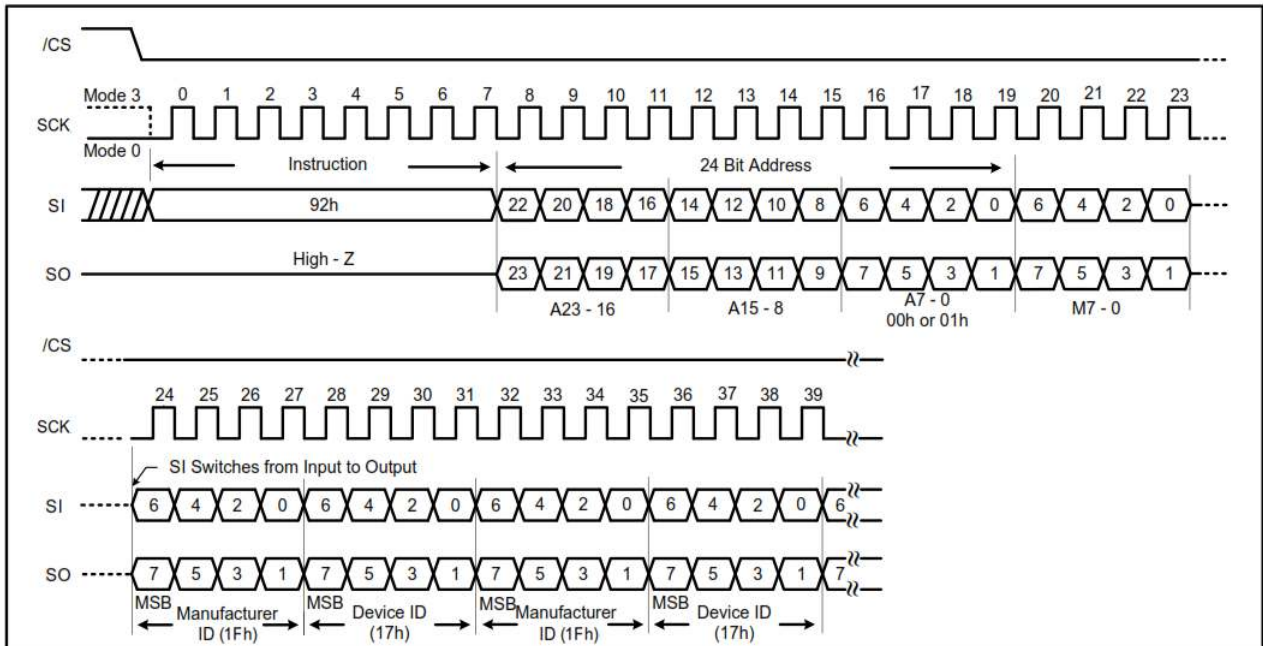 /CS
Mode 3 0 1 2 3 4 5 6 7 8 9 10 11 12 13 14 15 16 17 18 19 20 21 22 23
SCK
Mode 0
Instruction 24 Bit Address
SI 92h 22 20 18 16 14 12 10 8 6 4 2 0 6 4 2 0
High - Z
SO 23 21 19 17 15 13 11 9 7 5 3 1 7 5 3 1
A23 - 16 A15 - 8 A7 - 0 M7 - 0
00h or 01h
/CS
24 25 26 27 28 29 30 31 32 33 34 35 36 37 38 39
SCK
SI Switches from Input to Output
SI 6 4 2 0 6 4 2 0 6 4 2 0 6 4 2 0 6
SO 7 5 3 1 7 5 3 1 7 5 3 1 7 5 3 1 7
MSB MSB MSB MSB
Manufacturer Device ID Manufacturer Device ID
ID (1Fh) (17h) ID (1Fh) (17h)